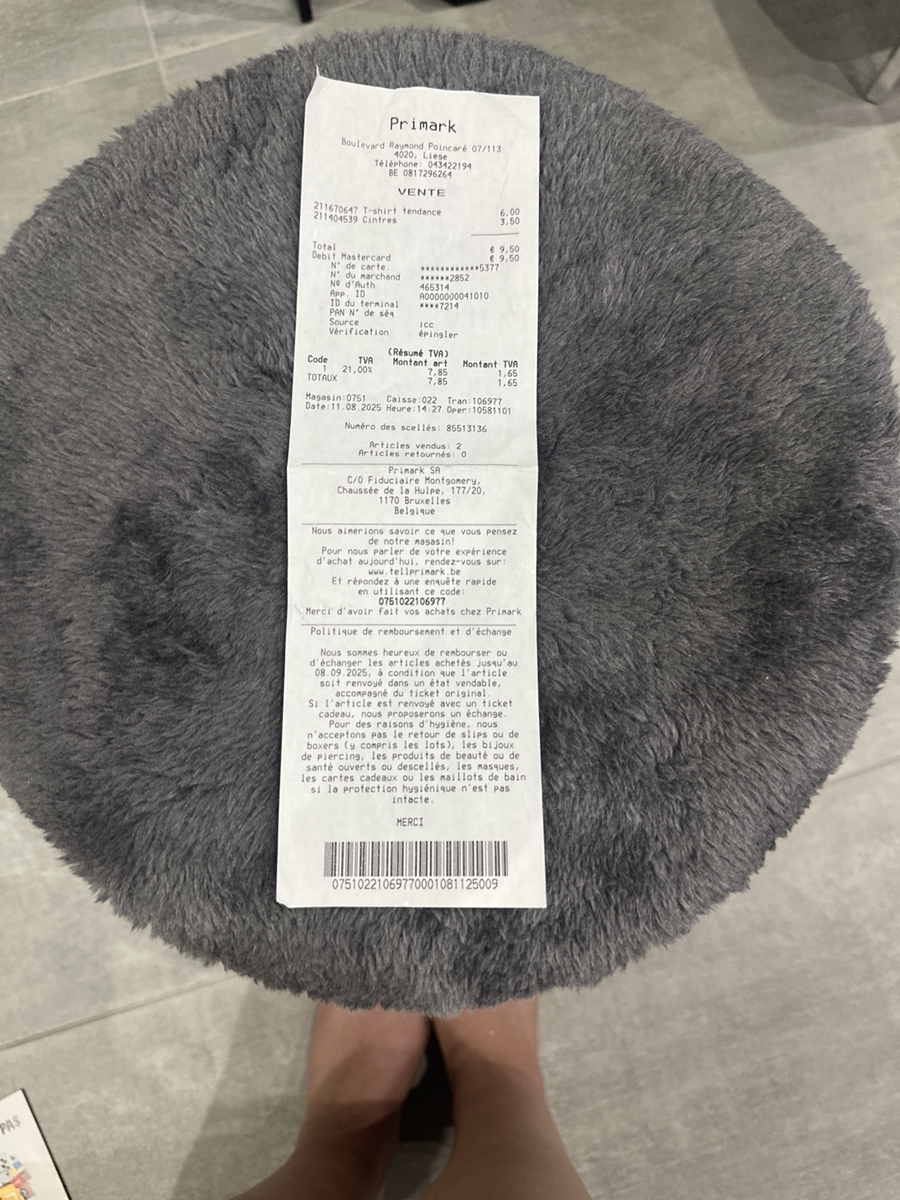 Primark
Boulevard Raymond Poincaré 07/113
4020, Liese
Téléphone: 043422194
BE 0817296264
VENTE
211670647 T-shirt tendance 6,00
211404539 Cintres 3,50
Total € 9,50
Debit Mastercard € 9,50
N° de carte. ************5377
N° du marchand ******2852
Nº d'Auth 465314
App. ID A0000000041010
ID du terminal ****7214
PAN N° de séq
Source icc
Vérification épingler
(Résumé TVA)
Code TVA Montant art Montant TVA
1 21,00% 7,85 1,65
TOTAUX 7,85 1,65
Magasin:0751 Caisse:022 Tran:106977
Date:11.08.2025 Heure:14:27 Oper:10581101
Numéro des scellés: 85513136
Articles vendus: 2
Articles retournés: 0
Primark SA
C/O Fiduciaire Montgomery,
Chaussée de la Hulpe, 177/20,
1170 Bruxelles
Belgique
Nous aimerions savoir ce que vous pensez
de notre magasin!
Pour nous parler de votre expérience
d'achat aujourd'hui, rendez-vous sur:
www.tellprimark.be
Et répondez à une enquête rapide
en utilisant ce code:
0751022106977
Merci d'avoir fait vos achats chez Primark
Politique de remboursement et d'échange
Nous sommes heureux de rembourser ou
d'échanger les articles achetés jusqu'au
08.09.2025, à condition que l'article
soit renvoyé dans un état vendable,
accompagné du ticket original.
Si l'article est renvoyé avec un ticket
cadeau, nous proposerons un échange.
Pour des raisons d'hygiène, nous
n'acceptons pas le retour de slips ou de
boxers (y compris les lots), les bijoux
de piercing, les produits de beauté ou de
santé ouverts ou descellés, les masques,
les cartes cadeaux ou les maillots de bain
si la protection hygiénique n'est pas
intacte.
MERCI
07510221069770001081125009
PAS